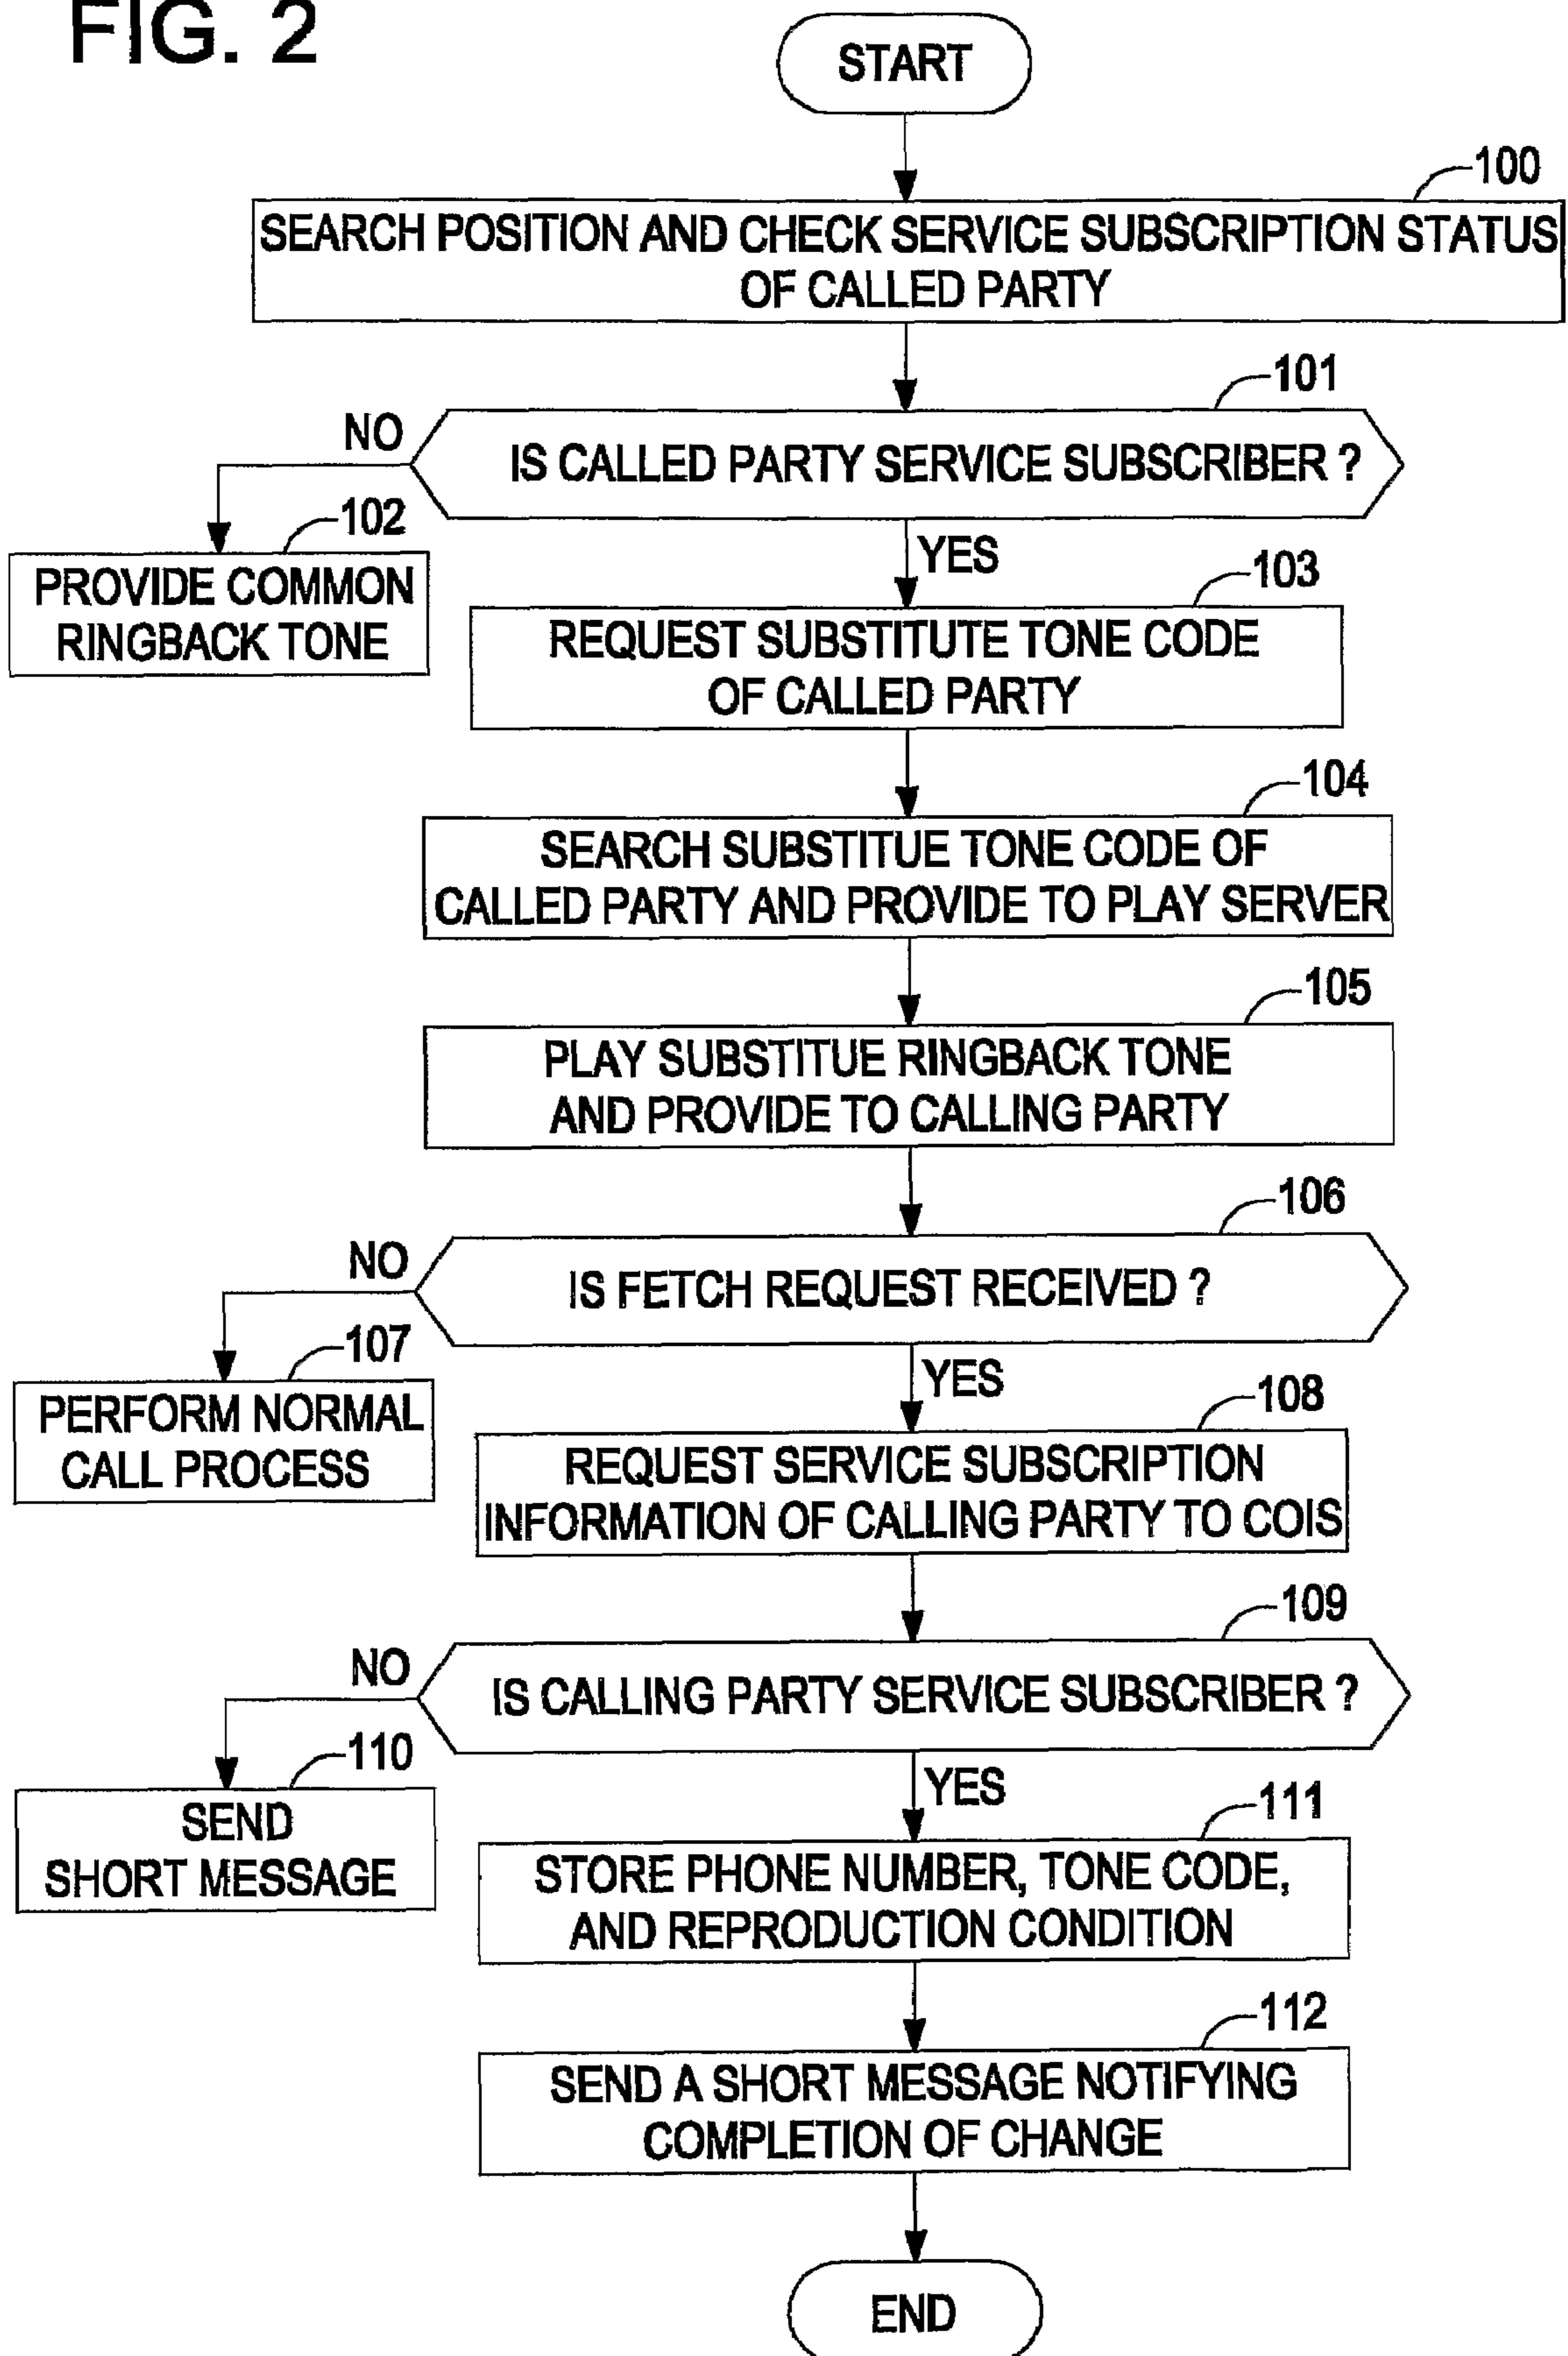 FIG. 2
START
100
SEARCH POSITION AND CHECK SERVICE SUBSCRIPTION STATUS
OF CALLED PARTY
101
NO
IS CALLED PARTY SERVICE SUBSCRIBER ?
102
PROVIDE COMMON
RINGBACK TONE
YES
103
REQUEST SUBSTITUTE TONE CODE
OF CALLED PARTY
104
SEARCH SUBSTITUE TONE CODE OF
CALLED PARTY AND PROVIDE TO PLAY SERVER
105
PLAY SUBSTITUE RINGBACK TONE
AND PROVIDE TO CALLING PARTY
106
NO
IS FETCH REQUEST RECEIVED ?
107
PERFORM NORMAL
CALL PROCESS
YES
108
REQUEST SERVICE SUBSCRIPTION
INFORMATION OF CALLING PARTY TO COIS
109
NO
IS CALLING PARTY SERVICE SUBSCRIBER ?
110
SEND
SHORT MESSAGE
YES
111
STORE PHONE NUMBER, TONE CODE,
AND REPRODUCTION CONDITION
112
SEND A SHORT MESSAGE NOTIFYING
COMPLETION OF CHANGE
END